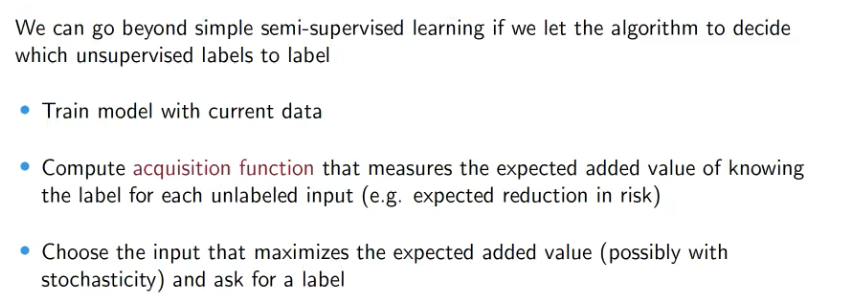 We can go beyond simple semi-supervised learning if we let the algorithm to decide
which unsupervised labels to label
• Train model with current data
• Compute acquisition function that measures the expected added value of knowing
the label for each unlabeled input (e.g. expected reduction in risk)
• Choose the input that maximizes the expected added value (possibly with
stochasticity) and ask for a label